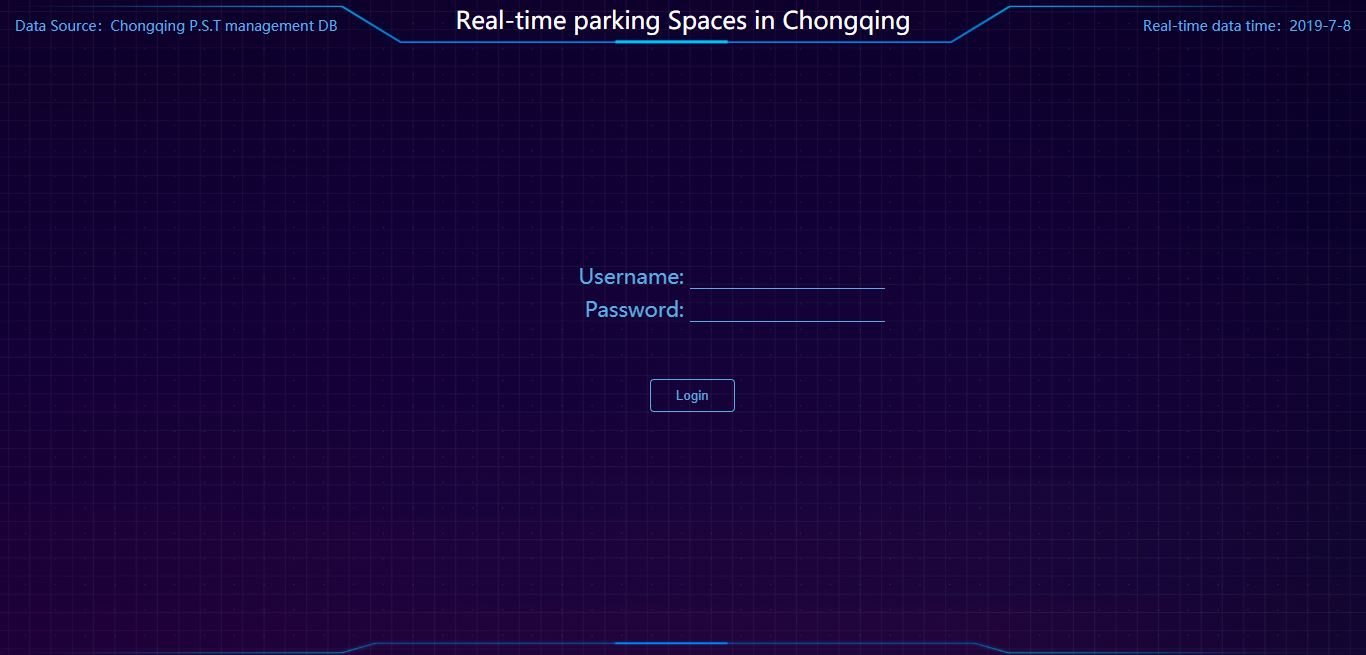 Data Source：Chongqing P.S.T management DB
Real-time parking Spaces in Chongqing
Real-time data time：2019-7-8
Username:
Password:
Login